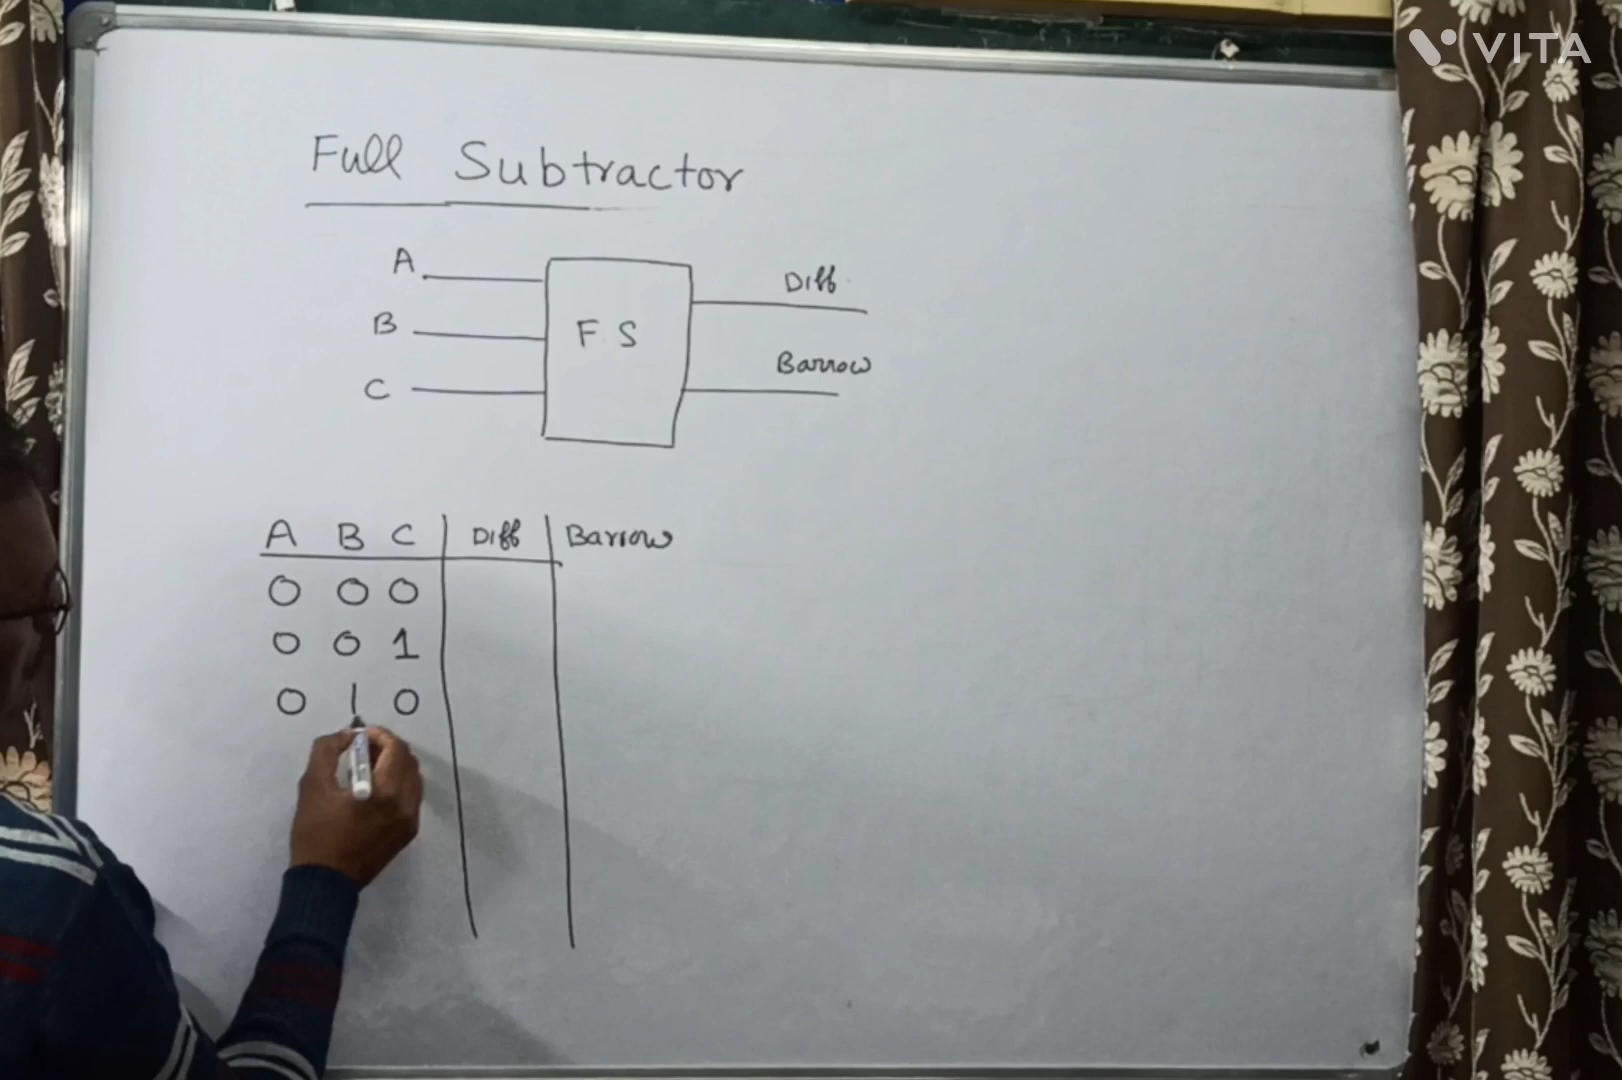 VITA
Full Subtractor
A
B
C
F.S
Diff
Barrow
A B C Diff Barrow
0 0 0
0 0 1
0 1 0